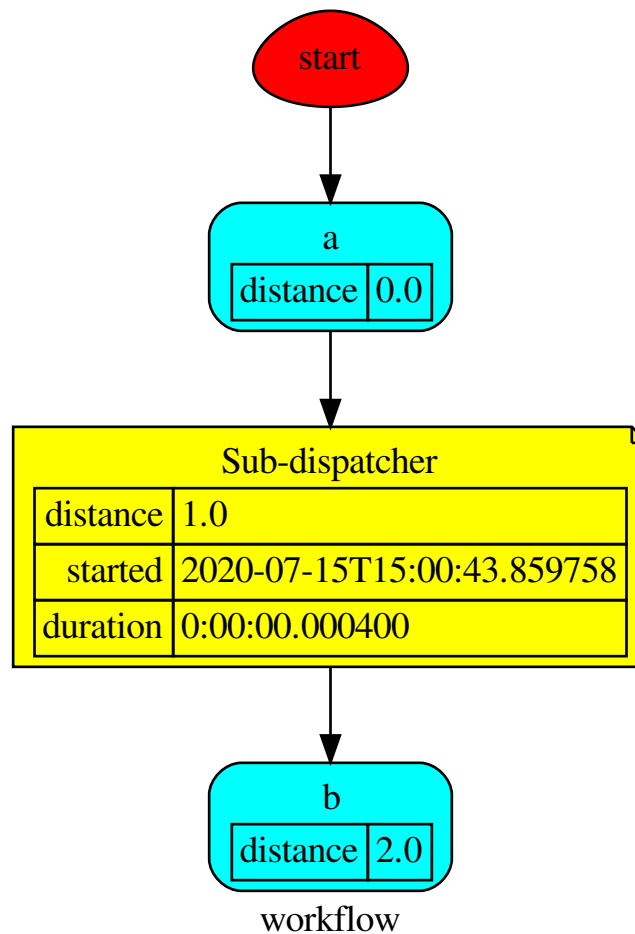 start
a
distance 0.0
Sub-dispatcher
distance 1.0
started 2020-07-15T15:00:43.859758
duration 0:00:00.000400
b
distance 2.0
workflow